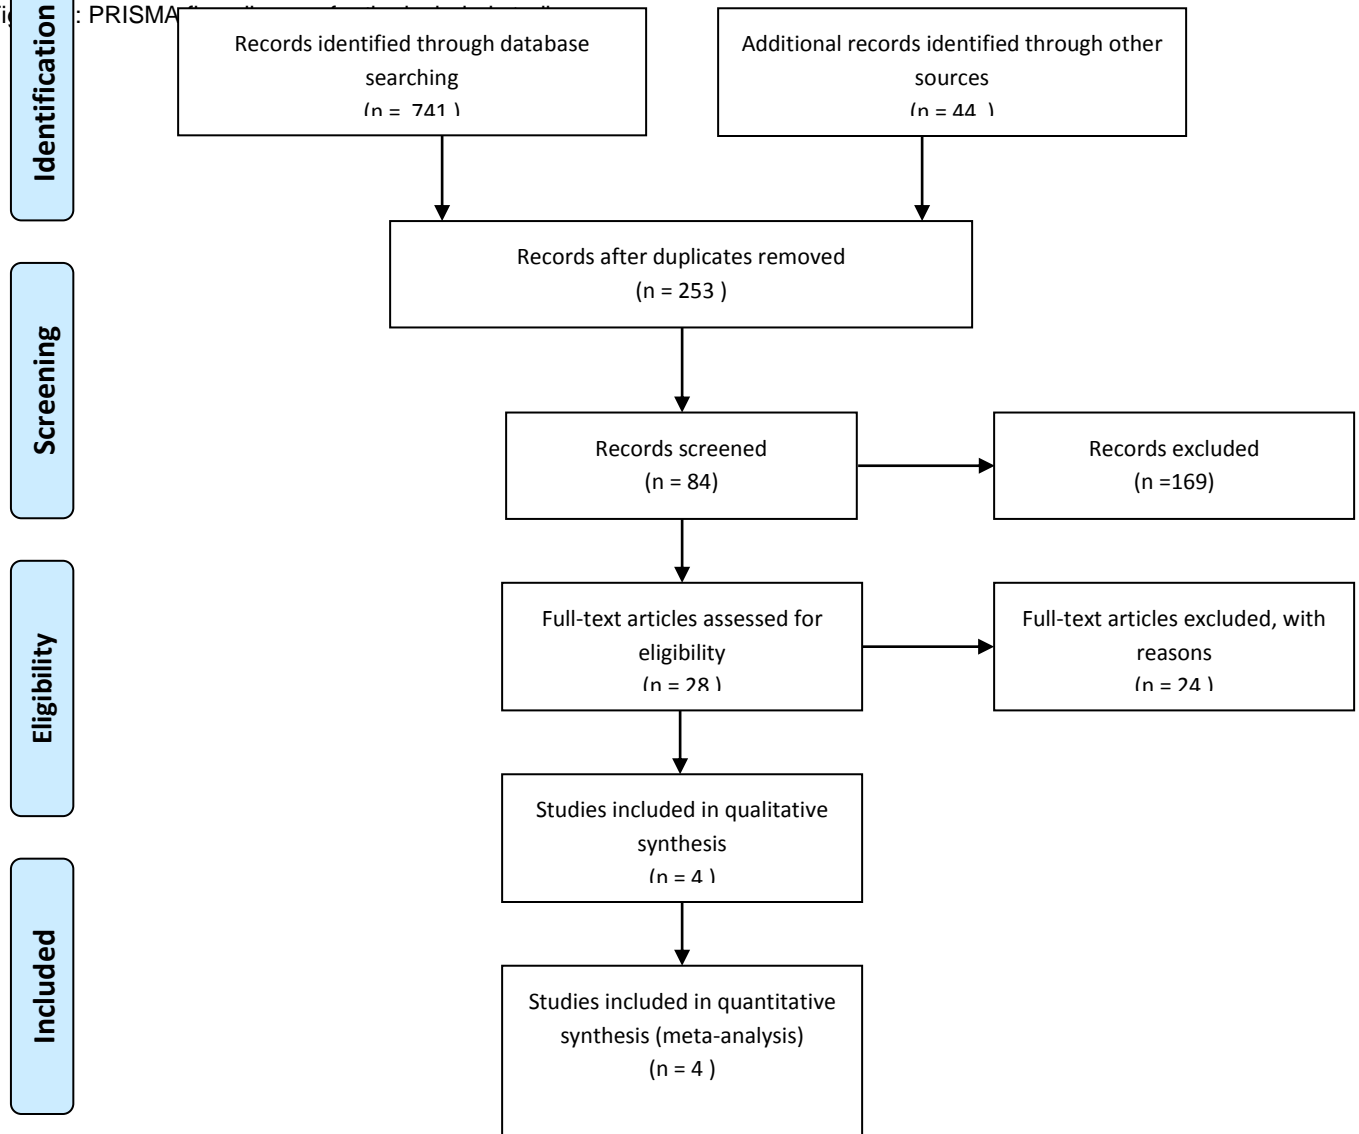 : PRISMA
Identification
Records identified through database
searching
(n = 741 )
Additional records identified through other
sources
(n = 44 )
Records after duplicates removed
(n = 253 )
Screening
Records screened
(n = 84)
Records excluded
(n =169)
Eligibility
Full-text articles assessed for
eligibility
(n = 28 )
Full-text articles excluded, with
reasons
(n = 24 )
Studies included in qualitative
synthesis
(n = 4 )
Included
Studies included in quantitative
synthesis (meta-analysis)
(n = 4 )